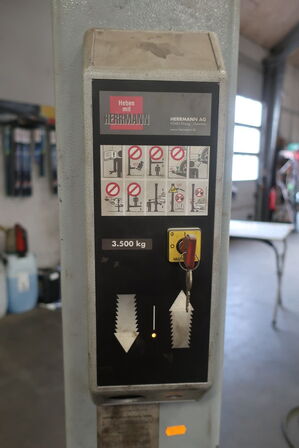 Heben
mit
HERRMANN
HERRMANN AG
3.500 kg